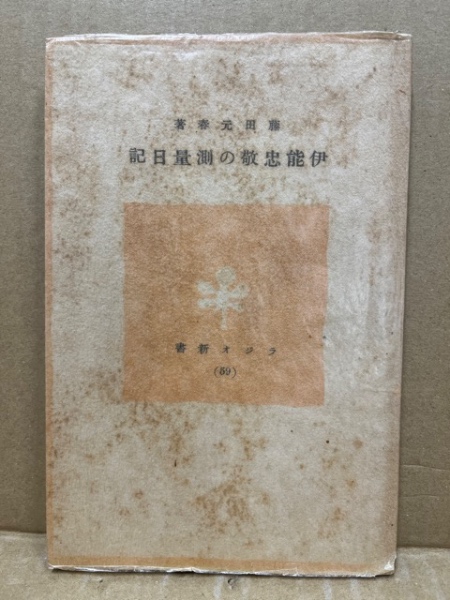 藤田元春著
伊能忠敬の測量日記
ラジオ新書
(59)